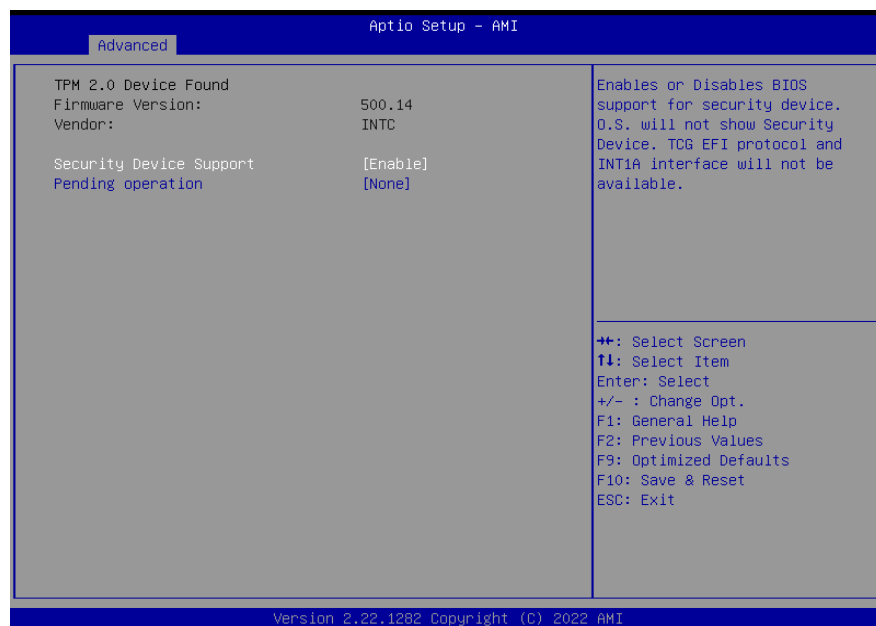 Aptio Setup – AMI
Advanced
TPM 2.0 Device Found
Firmware Version: 500.14
Vendor: INTC
Security Device Support [Enable]
Pending operation [None]
Enables or Disables BIOS
support for security device.
O.S. will not show Security
Device. TCG EFI protocol and
INT1A interface will not be
available.
→←: Select Screen
↑↓: Select Item
Enter: Select
+/- : Change Opt.
F1: General Help
F2: Previous Values
F9: Optimized Defaults
F10: Save & Reset
ESC: Exit
Version 2.22.1282 Copyright (C) 2022 AMI